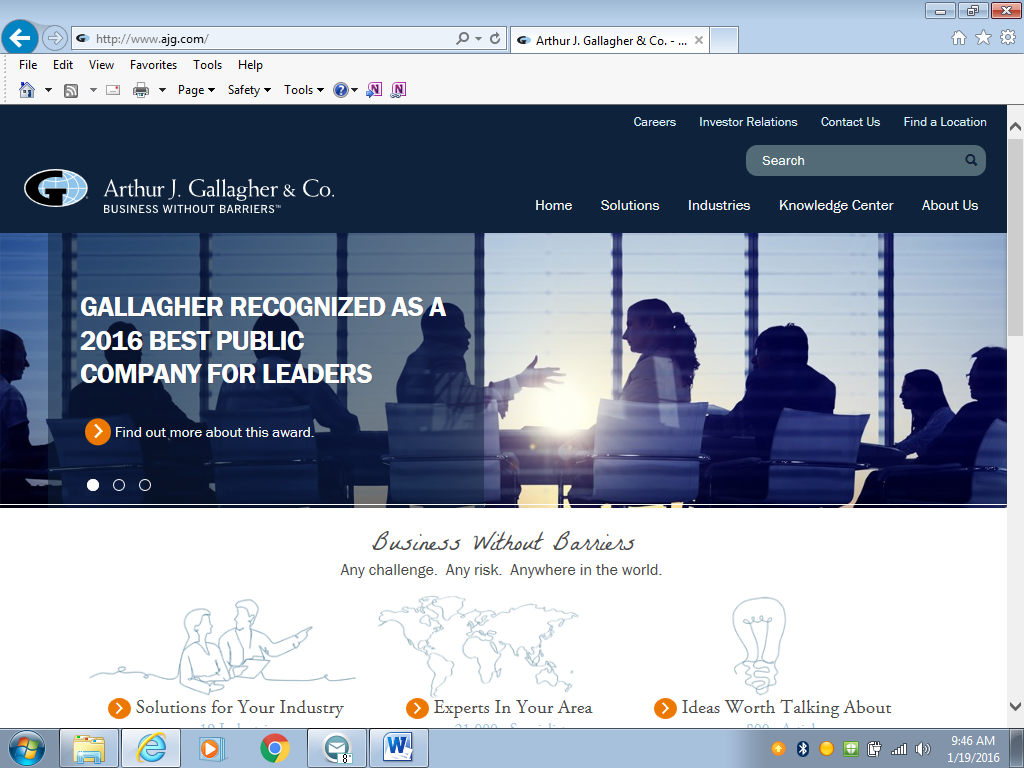 http://www.ajg.com/
Arthur J. Gallagher & Co. - ...
File Edit View Favorites Tools Help
Page Safety Tools
Careers Investor Relations Contact Us Find a Location
Search
Arthur J. Gallagher & Co.
BUSINESS WITHOUT BARRIERS™
Home Solutions Industries Knowledge Center About Us
GALLAGHER RECOGNIZED AS A
2016 BEST PUBLIC
COMPANY FOR LEADERS
Find out more about this award.
Business Without Barriers
Any challenge. Any risk. Anywhere in the world.
Solutions for Your Industry Experts In Your Area Ideas Worth Talking About
9:46 AM
1/19/2016